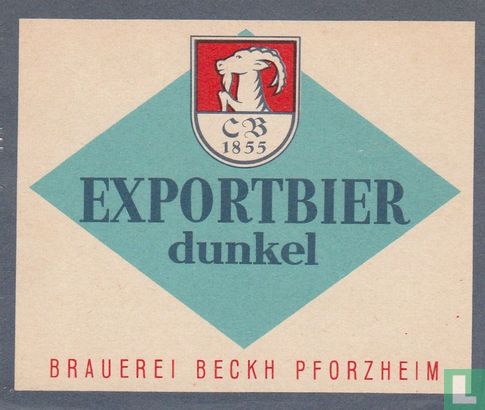 CB
1855
EXPORTBIER
dunkel
BRAUEREI BECKH PFORZHEIM
L